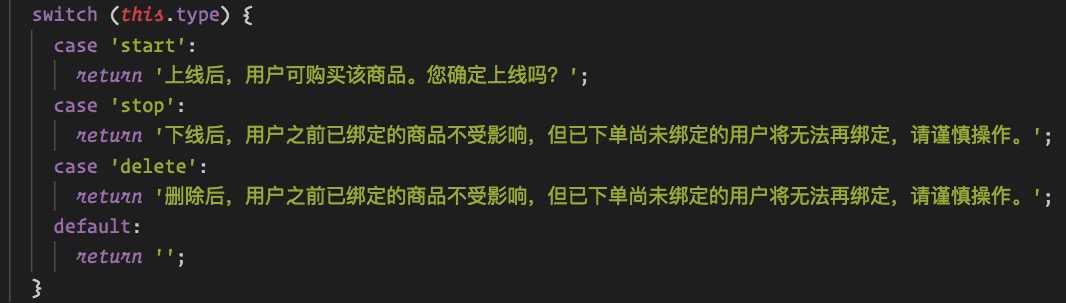 switch (this.type) {
case 'start':
return '上线后，用户可购买该商品。您确定上线吗？';
case 'stop':
return '下线后，用户之前已绑定的商品不受影响，但已下单尚未绑定的用户将无法再绑定，请谨慎操作。';
case 'delete':
return '删除后，用户之前已绑定的商品不受影响，但已下单尚未绑定的用户将无法再绑定，请谨慎操作。';
default:
return '';
}